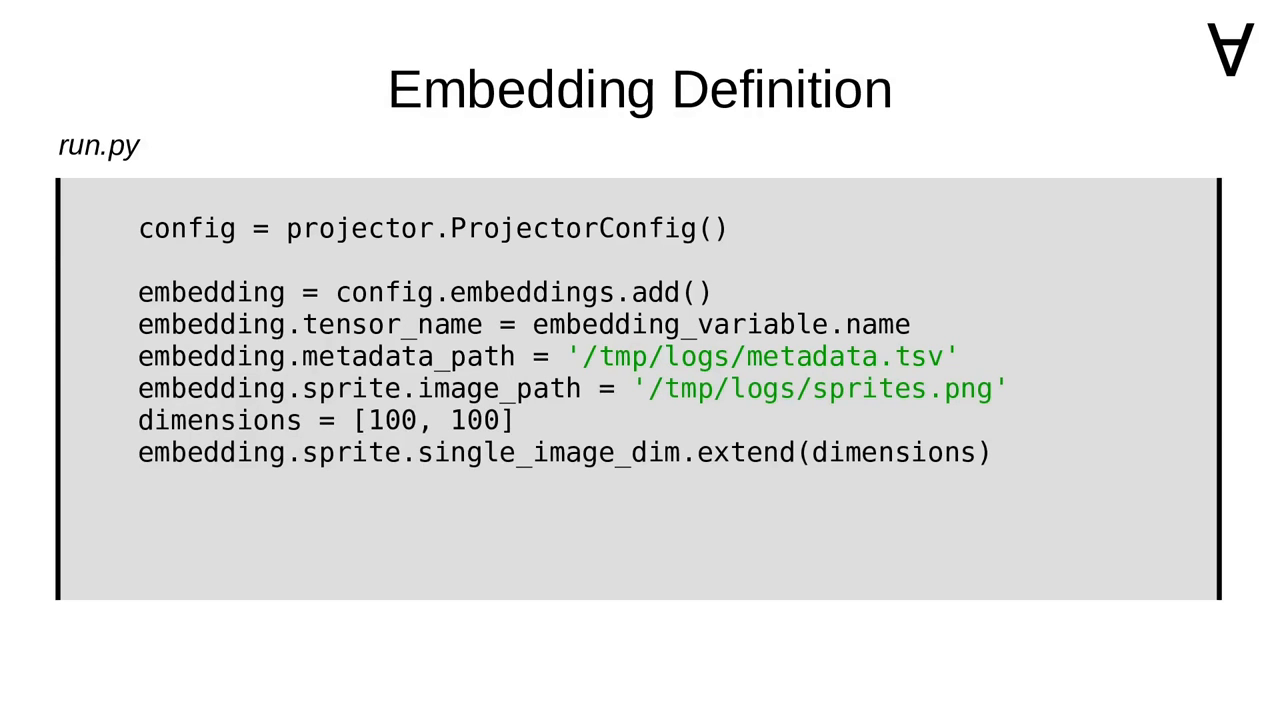 ∀
Embedding Definition
run.py
config = projector.ProjectorConfig()
embedding = config.embeddings.add()
embedding.tensor_name = embedding_variable.name
embedding.metadata_path = '/tmp/logs/metadata.tsv'
embedding.sprite.image_path = '/tmp/logs/sprites.png'
dimensions = [100, 100]
embedding.sprite.single_image_dim.extend(dimensions)